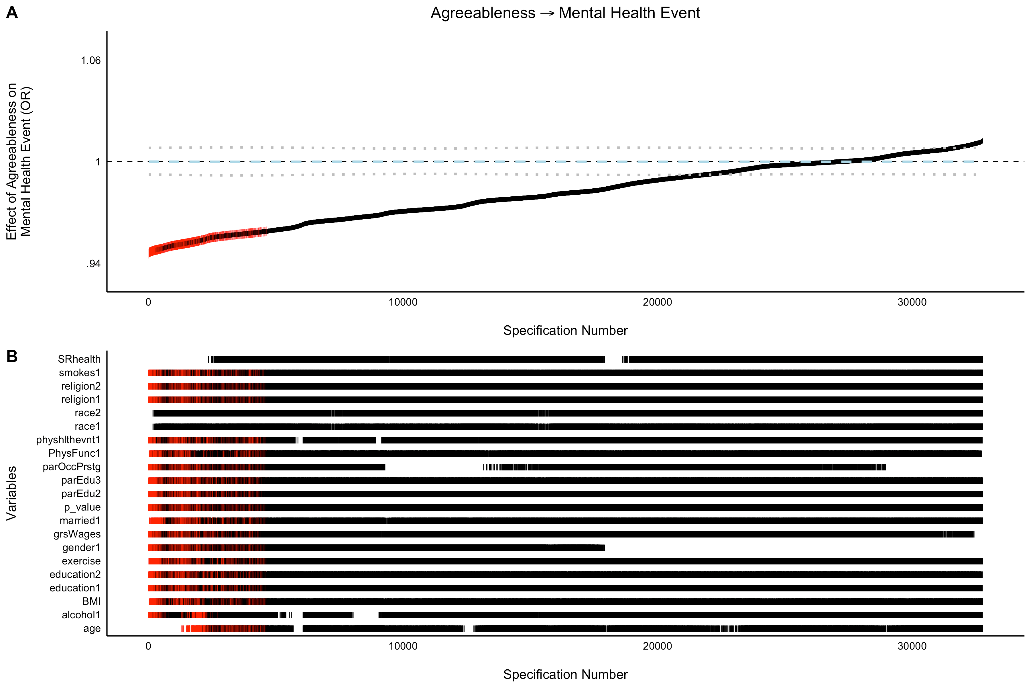 A
Agreeableness → Mental Health Event
Effect of Agreeableness on
Mental Health Event (OR)
1.06
1
.94
0
10000
20000
30000
Specification Number
B
Variables
SRhealth
smokes1
religion2
religion1
race2
race1
physhlthevnt1
PhysFunc1
parOccPrstg
parEdu3
parEdu2
p_value
married1
grsWages
gender1
exercise
education2
education1
BMI
alcohol1
age
0
10000
20000
30000
Specification Number